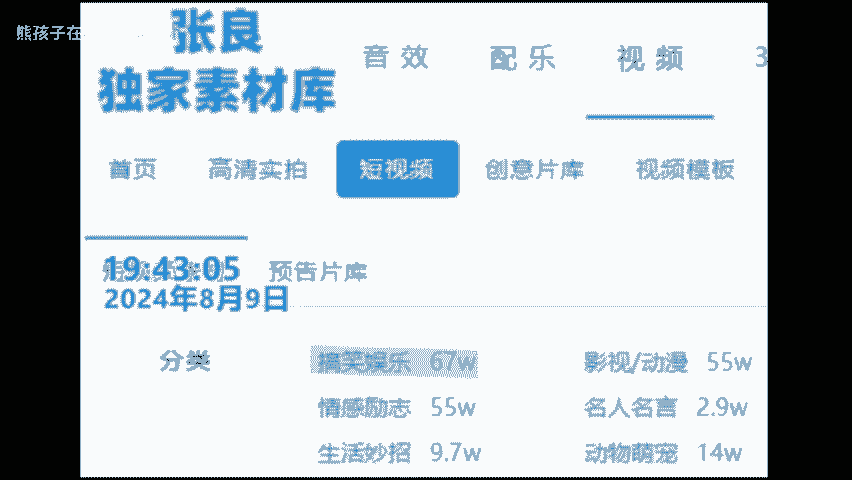 熊孩子在
张良
独家素材库
音效 配乐 视频 3
首页 高清实拍 短视频 创意片库 视频模板
19:43:05 预告片库
2024年8月9日
分类 搞笑娱乐 67w 影视/动漫 55w
情感励志 55w 名人名言 2.9w
生活妙招 9.7w 动物萌宠 14w